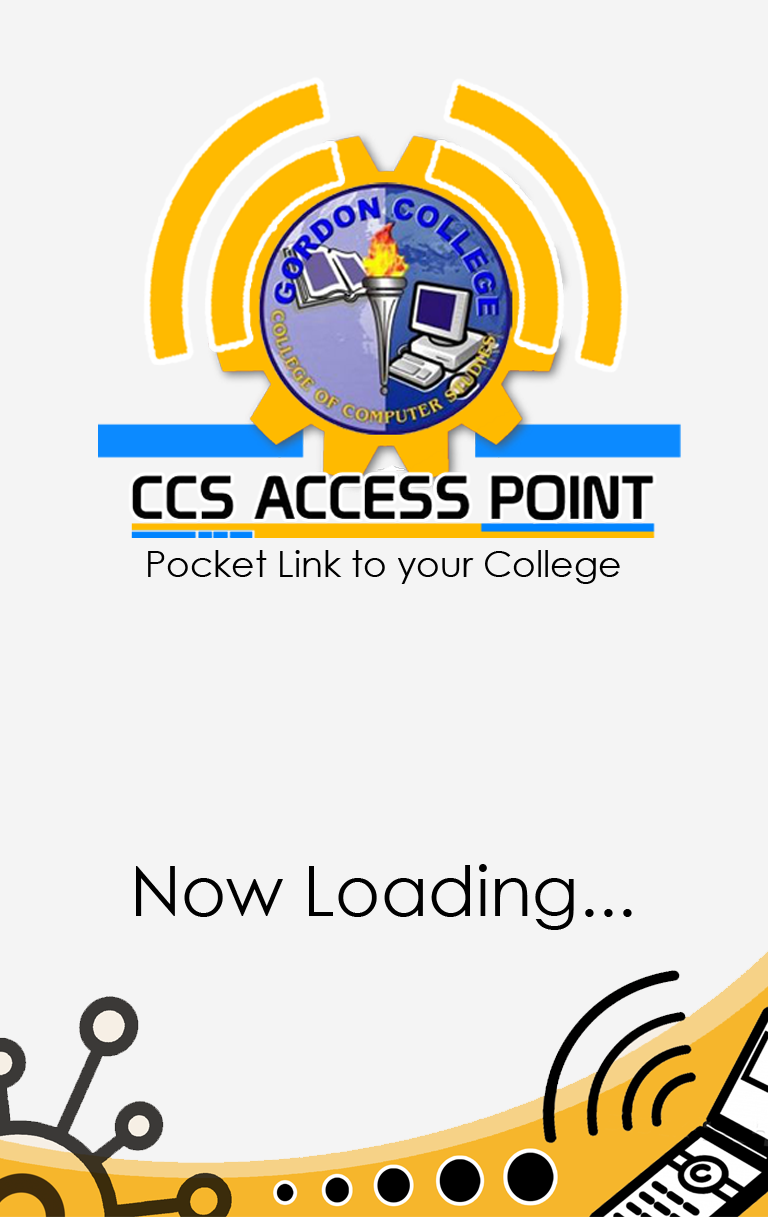 GORDON COLLEGE
COLLEGE OF COMPUTER STUDIES
CCS ACCESS POINT
Pocket Link to your College
Now Loading...
C